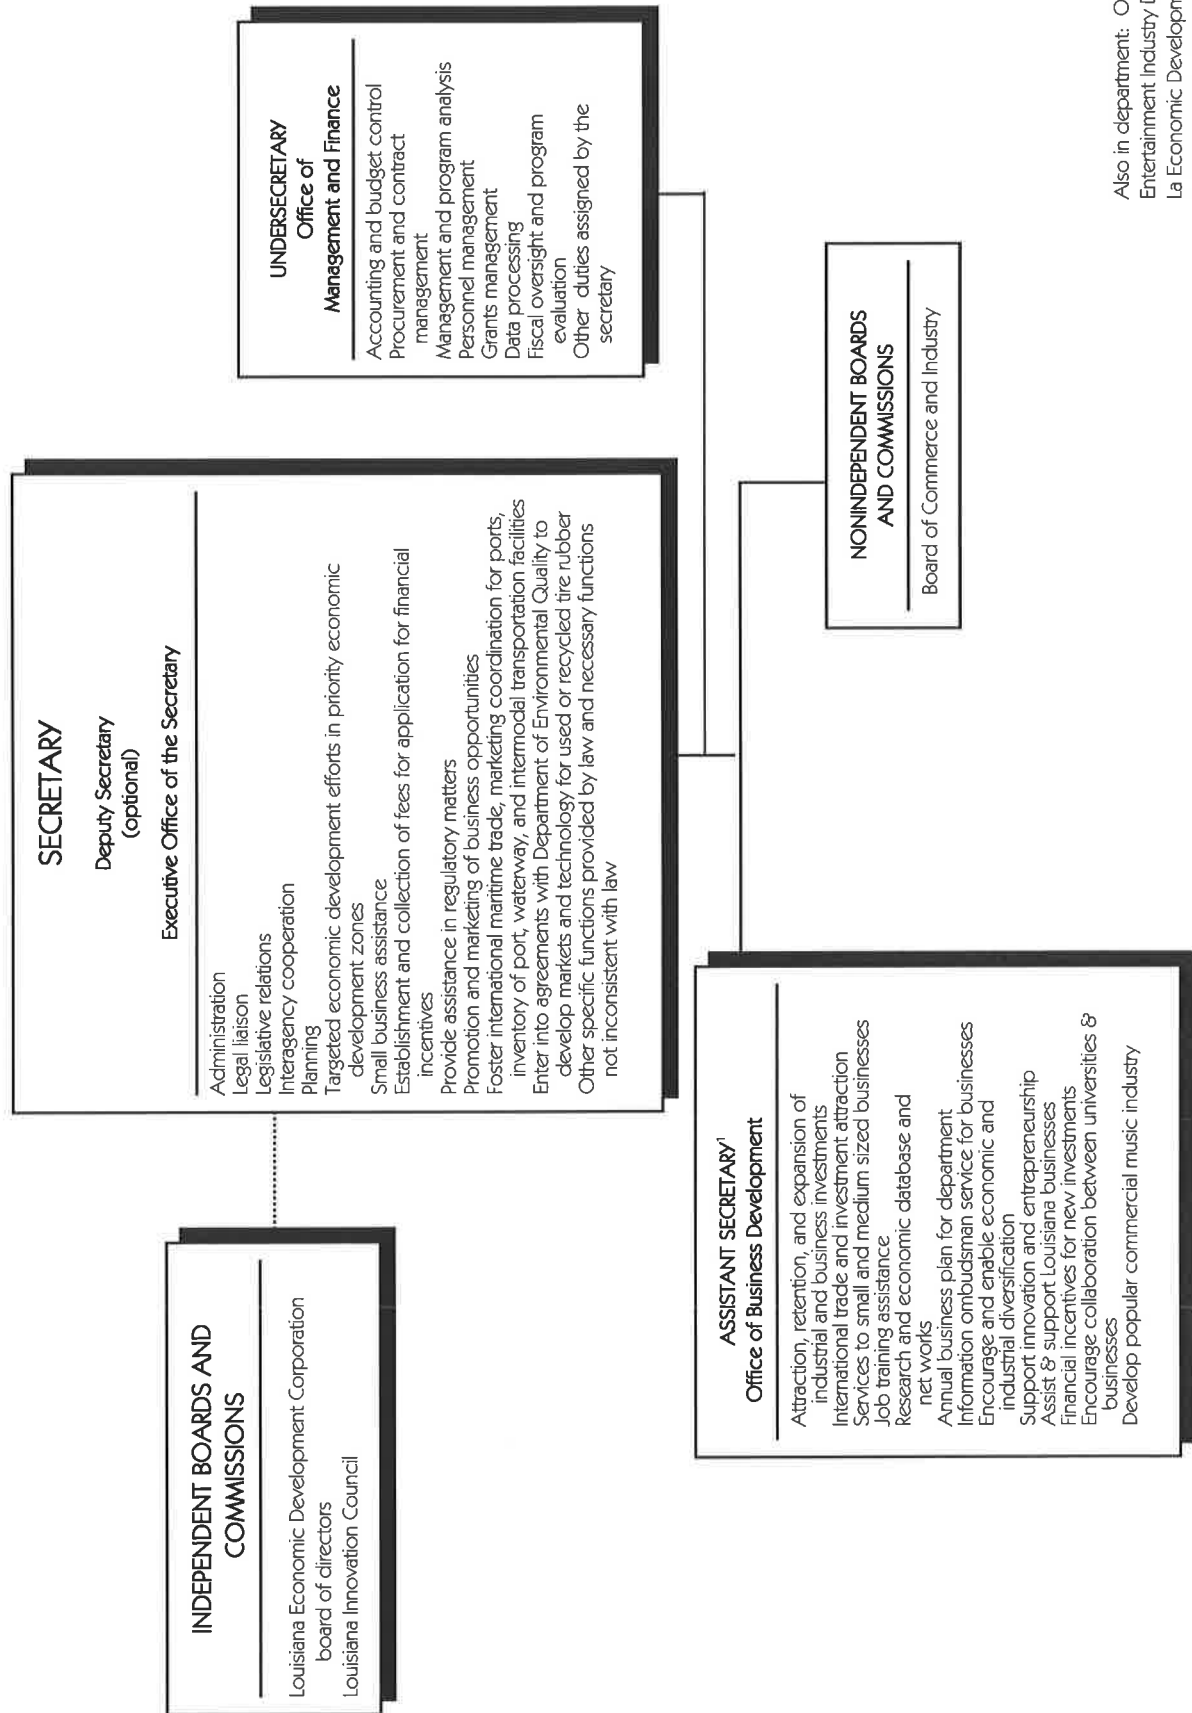 SECRETARY
Deputy Secretary
(optional)
Executive Office of the Secretary
Administration
Legal liaison
Legislative relations
Interagency cooperation
Planning
Targeted economic development efforts in priority economic
development zones
Small business assistance
Establishment and collection of fees for application for financial
incentives
Provide assistance in regulatory matters
Promotion and marketing of business opportunities
Foster international maritime trade, marketing coordination for ports,
inventory of port, waterway, and intermodal transportation facilities
Enter into agreements with Department of Environmental Quality to
develop markets and technology for used or recycled tire rubber
Other specific functions provided by law and necessary functions
not inconsistent with law
INDEPENDENT BOARDS AND
COMMISSIONS
Louisiana Economic Development Corporation
board of directors
Louisiana Innovation Council
UNDERSECRETARY
Office of
Management and Finance
Accounting and budget control
Procurement and contract
management
Management and program analysis
Personnel management
Grants management
Data processing
Fiscal oversight and program
evaluation
Other duties assigned by the
secretary
ASSISTANT SECRETARY¹
Office of Business Development
Attraction, retention, and expansion of
industrial and business investments
International trade and investment attraction
Services to small and medium sized businesses
Job training assistance
Research and economic database and
net works
Annual business plan for department
Information ombudsman service for businesses
Encourage and enable economic and
industrial diversification
Support innovation and entrepreneurship
Assist & support Louisiana businesses
Financial incentives for new investments
Encourage collaboration between universities &
businesses
Develop popular commercial music industry
NONINDEPENDENT BOARDS
AND COMMISSIONS
Board of Commerce and Industry
Also in department:
Entertainment Industry
La Economic